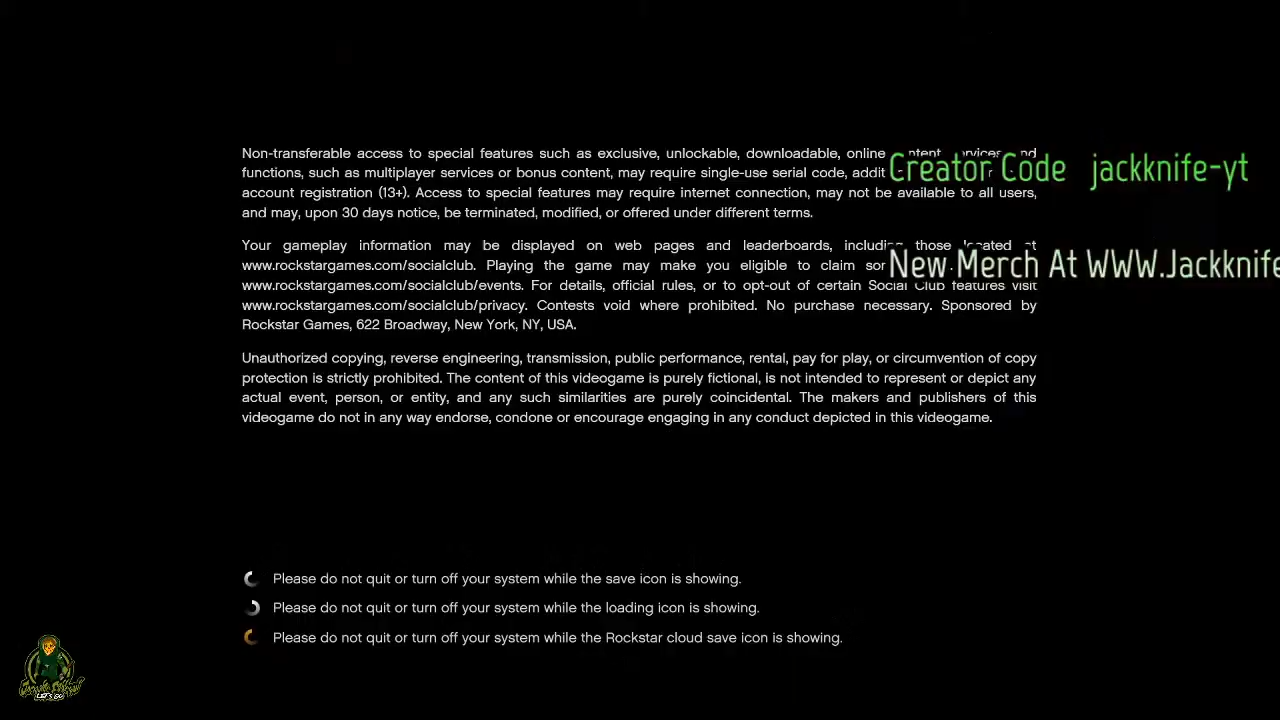 Non-transferable access to special features such as exclusive, unlockable, downloadable, online
functions, such as multiplayer services or bonus content, may require single-use serial code,
account registration (13+). Access to special features may require internet connection, may not be available to all users,
and may, upon 30 days notice, be terminated, modified, or offered under different terms.
Creator Code jackknife-yt
Your gameplay information may be displayed on web pages and leaderboards, including those located at
www.rockstargames.com/socialclub. Playing the game may make you eligible to claim
www.rockstargames.com/socialclub/events. For details, official rules, or to opt-out of certain Social Club features visit
www.rockstargames.com/socialclub/privacy. Contests void where prohibited. No purchase necessary. Sponsored by
Rockstar Games, 622 Broadway, New York, NY, USA.
New Merch At WWW.Jackknife
Unauthorized copying, reverse engineering, transmission, public performance, rental, pay for play, or circumvention of copy
protection is strictly prohibited. The content of this videogame is purely fictional, is not intended to represent or depict any
actual event, person, or entity, and any such similarities are purely coincidental. The makers and publishers of this
videogame do not in any way endorse, condone or encourage engaging in any conduct depicted in this videogame.
Please do not quit or turn off your system while the save icon is showing.
Please do not quit or turn off your system while the loading icon is showing.
Please do not quit or turn off your system while the Rockstar cloud save icon is showing.